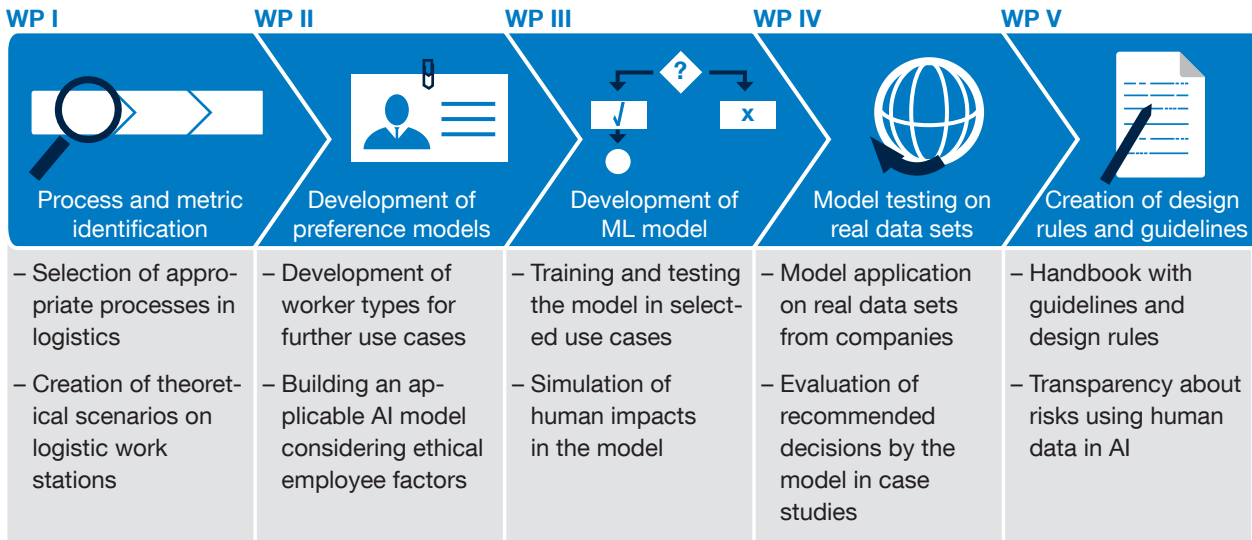 WP I
WP II
WP III
WP IV
WP V
?
√
x
Process and metric
identification
Development of
preference models
Development of
ML model
Model testing on
real data sets
Creation of design
rules and guidelines
– Selection of appro-
priate processes in
logistics
– Creation of theoret-
ical scenarios on
logistic work
stations
– Development of
worker types for
further use cases
– Building an ap-
plicable AI model
considering ethical
employee factors
– Training and testing
the model in select-
ed use cases
– Simulation of
human impacts
in the model
– Model application
on real data sets
from companies
– Evaluation of
recommended
decisions by the
model in case
studies
– Handbook with
guidelines and
design rules
– Transparency about
risks using human
data in AI